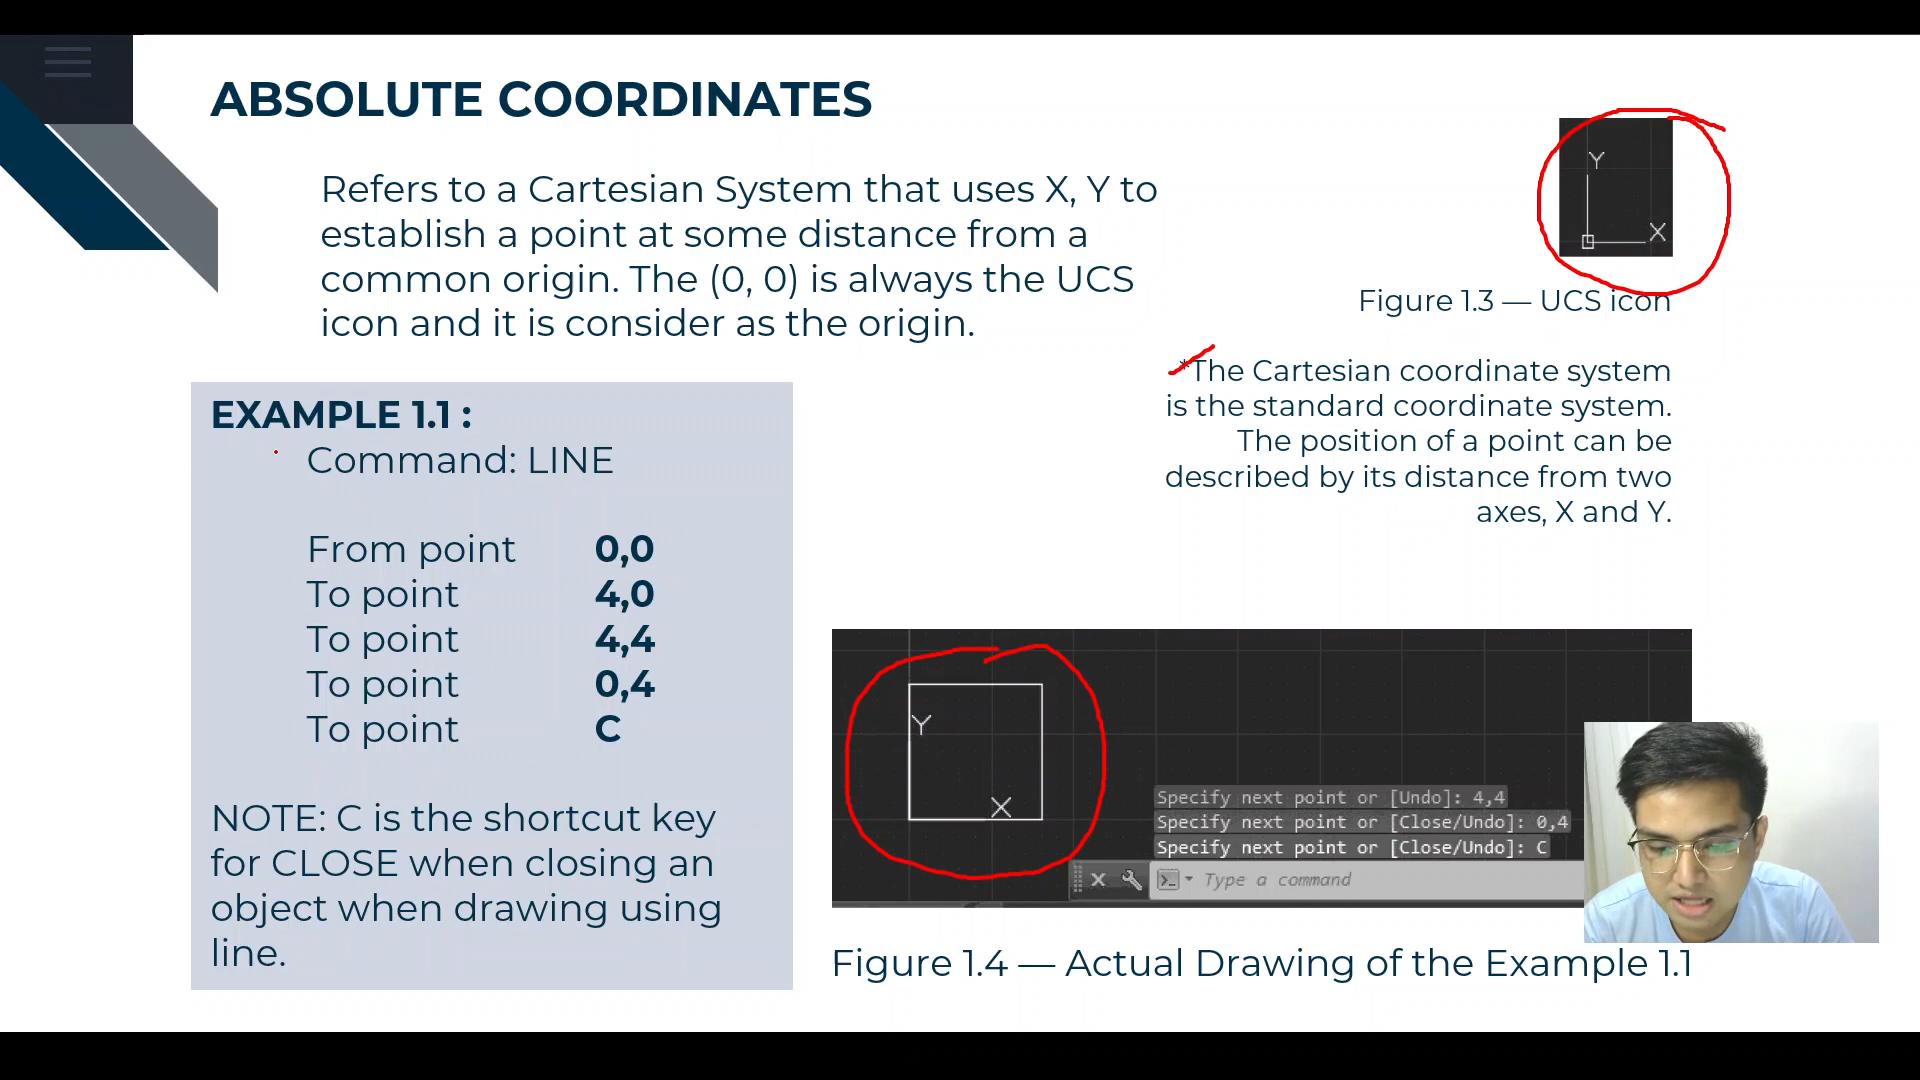 ABSOLUTE COORDINATES
Refers to a Cartesian System that uses X, Y to
establish a point at some distance from a
common origin. The (0, 0) is always the UCS
icon and it is consider as the origin.
Y
X
Figure 1.3 — UCS icon
*The Cartesian coordinate system
is the standard coordinate system.
The position of a point can be
described by its distance from two
axes, X and Y.
EXAMPLE 1.1 :
Command: LINE
From point 0,0
To point 4,0
To point 4,4
To point 0,4
To point C
NOTE: C is the shortcut key
for CLOSE when closing an
object when drawing using
line.
Y
X
Specify next point or [Undo]: 4,4
Specify next point or [Close/Undo]: 0,4
Specify next point or [Close/Undo]: C
Type a command
Figure 1.4 — Actual Drawing of the Example 1.1